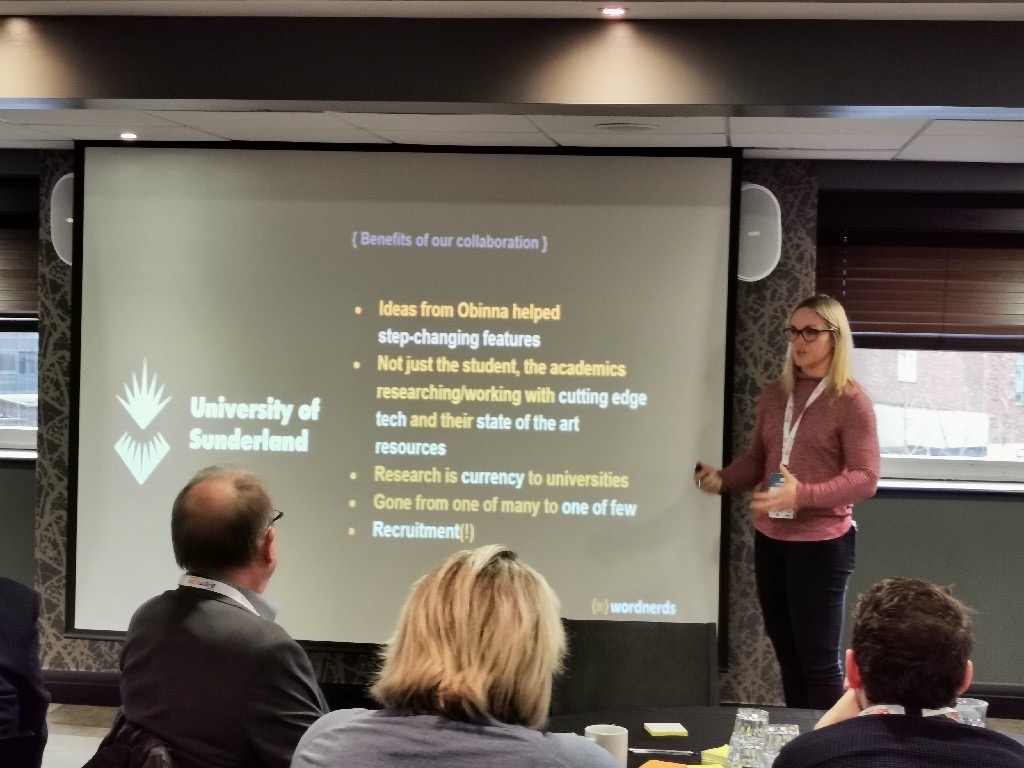 { Benefits of our collaboration }
• Ideas from Obinna helped
step-changing features
• Not just the student, the academics
researching/working with cutting edge
tech and their state of the art
resources
• Research is currency to universities
• Gone from one of many to one of few
• Recruitment(!)
University of
Sunderland
{n} wordnerds